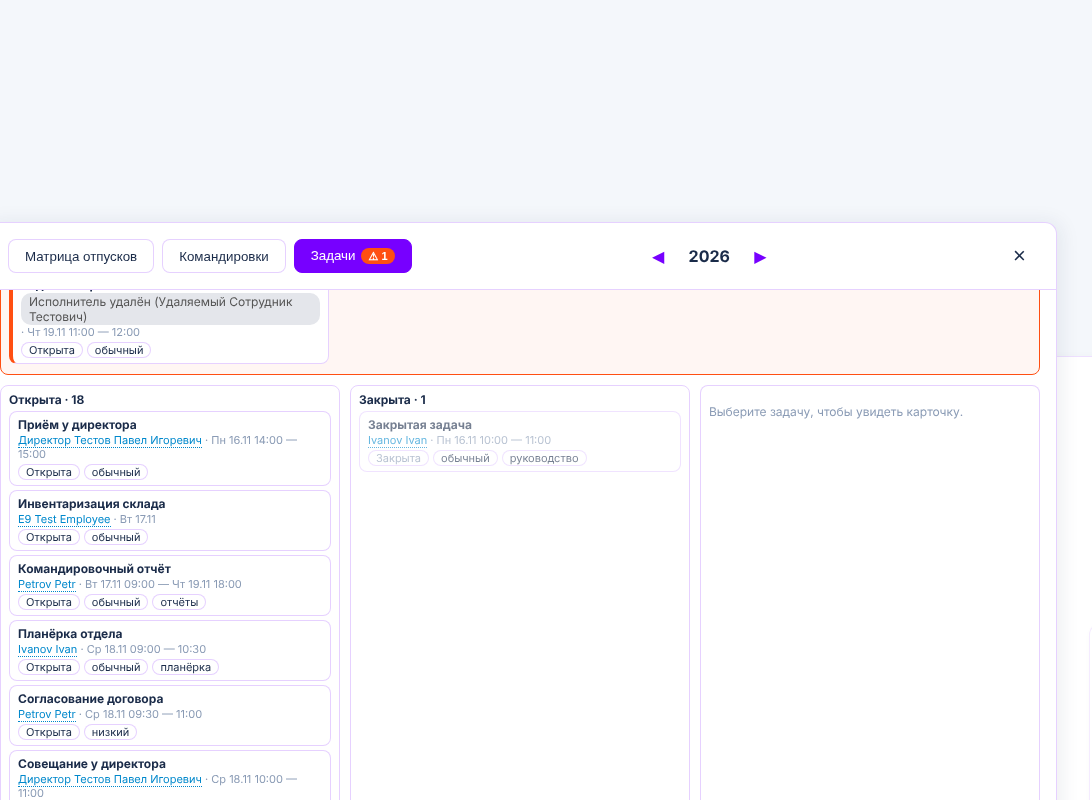 Матрица отпусков
Командировки
Задачи ⚠ 1
◀ 2026 ▶
✕
Исполнитель удалён (Удаляемый Сотрудник
Тестович)
· Чт 19.11 11:00 — 12:00
Открыта обычный
Открыта · 18
Приём у директора
Директор Тестов Павел Игоревич · Пн 16.11 14:00 —
15:00
Открыта обычный
Инвентаризация склада
E9 Test Employee · Вт 17.11
Открыта обычный
Командировочный отчёт
Petrov Petr · Вт 17.11 09:00 — Чт 19.11 18:00
Открыта обычный отчёты
Планёрка отдела
Ivanov Ivan · Ср 18.11 09:00 — 10:30
Открыта обычный планёрка
Согласование договора
Petrov Petr · Ср 18.11 09:30 — 11:00
Открыта низкий
Совещание у директора
Директор Тестов Павел Игоревич · Ср 18.11 10:00 —
11:00
Закрыта · 1
Закрытая задача
Ivanov Ivan · Пн 16.11 10:00 — 11:00
Закрыта обычный руководство
Выберите задачу, чтобы увидеть карточку.